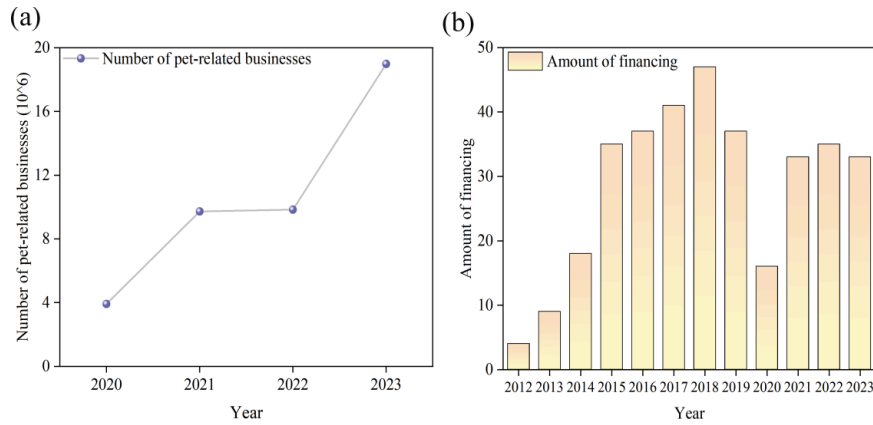 (a)
Number of pet-related businesses
Number of pet-related businesses (10^6)
20
16
12
8
4
0
2020 2021 2022 2023
Year
(b)
Amount of financing
Amount of financing
50
40
30
20
10
0
2012 2013 2014 2015 2016 2017 2018 2019 2020 2021 2022 2023
Year